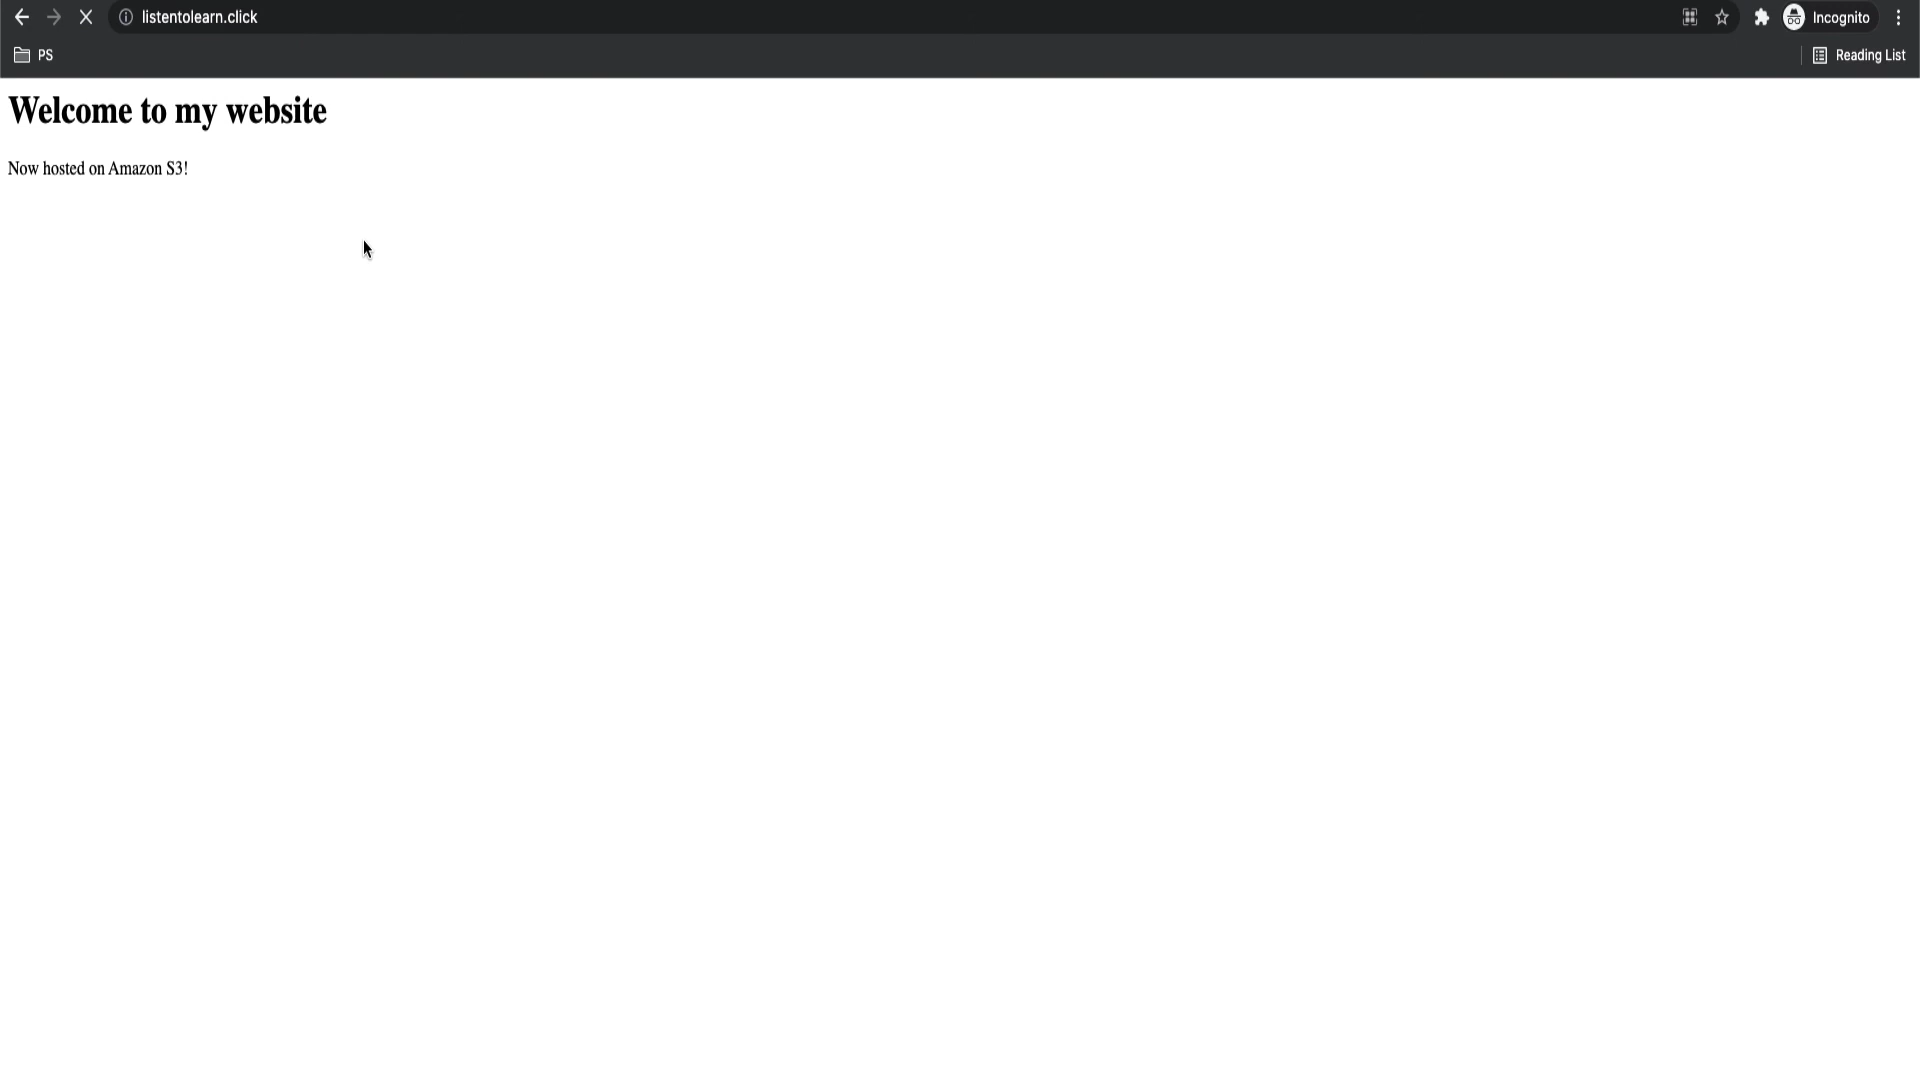 listentolearn.click
Incognito
PS
Reading List
Welcome to my website
Now hosted on Amazon S3!